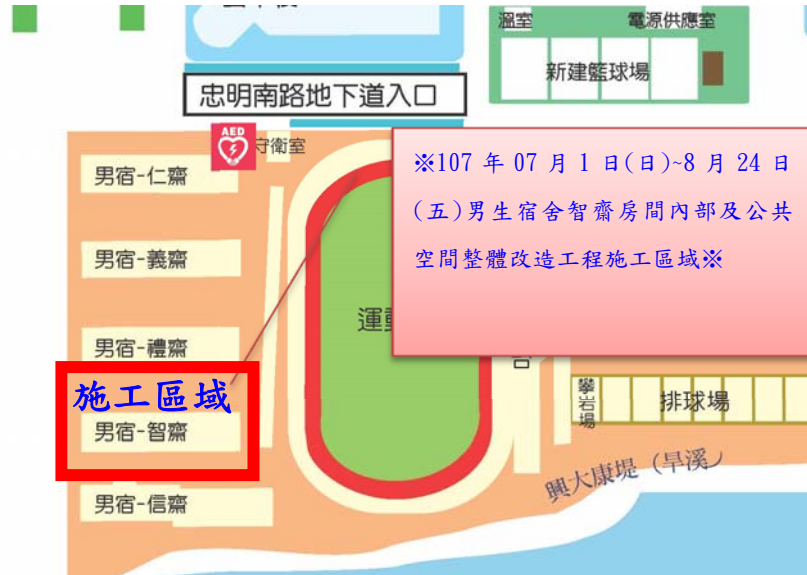 溫室
電源供應室
新建籃球場
忠明南路地下道入口
AED
守衛室
男宿-仁齋
※107 年 07 月 1 日(日)~8 月 24 日
(五)男生宿舍智齋房間內部及公共
空間整體改造工程施工區域※
男宿-義齋
男宿-禮齋
施工區域
男宿-智齋
攀岩場
排球場
男宿-信齋
興大康堤（旱溪）